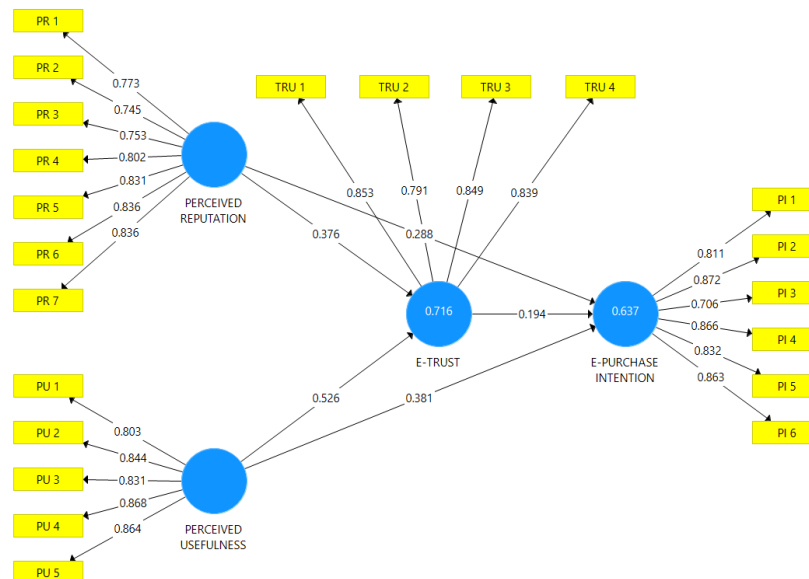 PR 1
PR 2
PR 3
PR 4
PR 5
PR 6
PR 7
0.773
0.745
0.753
0.802
0.831
0.836
0.836
PERCEIVED
REPUTATION
TRU 1
TRU 2
TRU 3
TRU 4
0.853
0.791
0.849
0.839
0.376
0.288
0.716
E-TRUST
0.194
0.637
E-PURCHASE
INTENTION
0.526
0.381
PI 1
PI 2
PI 3
PI 4
PI 5
PI 6
0.811
0.872
0.706
0.866
0.832
0.863
PU 1
PU 2
PU 3
PU 4
PU 5
0.803
0.844
0.831
0.868
0.864
PERCEIVED
USEFULNESS